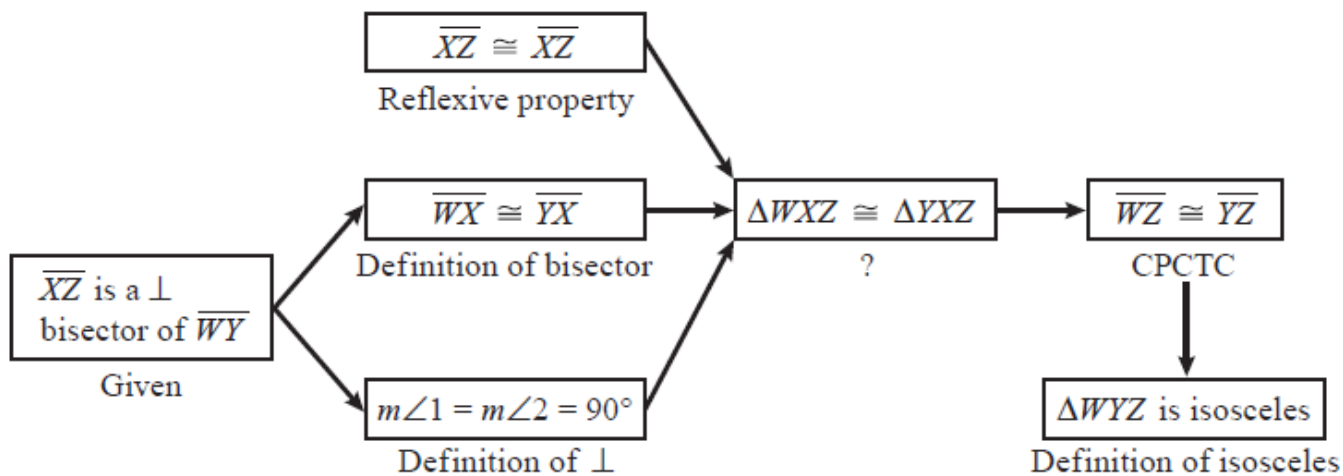 XZ ≅ XZ
Reflexive property
WX ≅ YX
Definition of bisector
ΔWXZ ≅ ΔYXZ
?
WZ ≅ YZ
CPCTC
XZ is a ⊥
bisector of WY
Given
m∠1 = m∠2 = 90°
Definition of ⊥
ΔWYZ is isosceles
Definition of isosceles